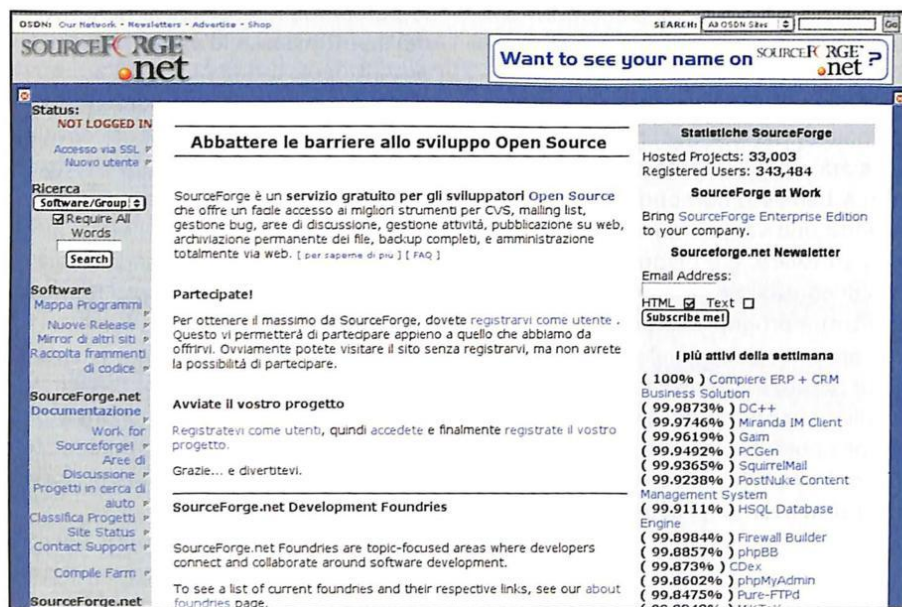 OSDN: Our Network • Newsletters • Advertise • Shop
SEARCH: All OSDN Sites Go
SOURCEFORGE™ .net
Want to see your name on SOURCEFORGE™ .net ?
Status:
NOT LOGGED IN
Accesso via SSL
Nuovo utente
Ricerca
Software/Group
Require All
Words
Search
Software
Mappa Programmi
Nuove Release
Mirror di altri siti
Raccolta frammenti
di codice
SourceForge.net
Documentazione
Work for
Sourceforge!
Aree di
Discussione
Progetti in cerca di
aiuto
Classifica Progetti
Site Status
Contact Support
Compile Farm
SourceForge.net
Abbattere le barriere allo sviluppo Open Source
SourceForge è un servizio gratuito per gli sviluppatori Open Source
che offre un facile accesso ai migliori strumenti per CVS, mailing list,
gestione bug, aree di discussione, gestione attività, pubblicazione su web,
archiviazione permanente dei file, backup completi, e amministrazione
totalmente via web. [ per saperne di piu ] [ FAQ ]
Partecipate!
Per ottenere il massimo da SourceForge, dovete registrarvi come utente .
Questo vi permetterá di partecipare appieno a quello che abbiamo da
offrirvi. Ovviamente potete visitare il sito senza registrarvi, ma non avrete
la possibilitá di partecipare.
Avviate il vostro progetto
Registratevi come utenti, quindi accedete e finalmente registrate il vostro
progetto.
Grazie... e divertitevi.
SourceForge.net Development Foundries
SourceForge.net Foundries are topic-focused areas where developers
connect and collaborate around software development.
To see a list of current foundries and their respective links, see our about
foundries page.
Statistiche SourceForge
Hosted Projects: 33,003
Registered Users: 343,484
SourceForge at Work
Bring SourceForge Enterprise Edition
to your company.
Sourceforge.net Newsletter
Email Address:
HTML Text
Subscribe me!
I più attivi della settimana
( 100% ) Compiere ERP + CRM
Business Solution
( 99.9873% ) DC++
( 99.9746% ) Miranda IM Client
( 99.9619% ) Gaim
( 99.9492% ) PCGen
( 99.9365% ) SquirrelMail
( 99.9238% ) PostNuke Content
Management System
( 99.9111% ) HSQL Database
Engine
( 99.8984% ) Firewall Builder
( 99.8857% ) phpBB
( 99.873% ) CDex
( 99.8602% ) phpMyAdmin
( 99.8475% ) Pure-FTPd